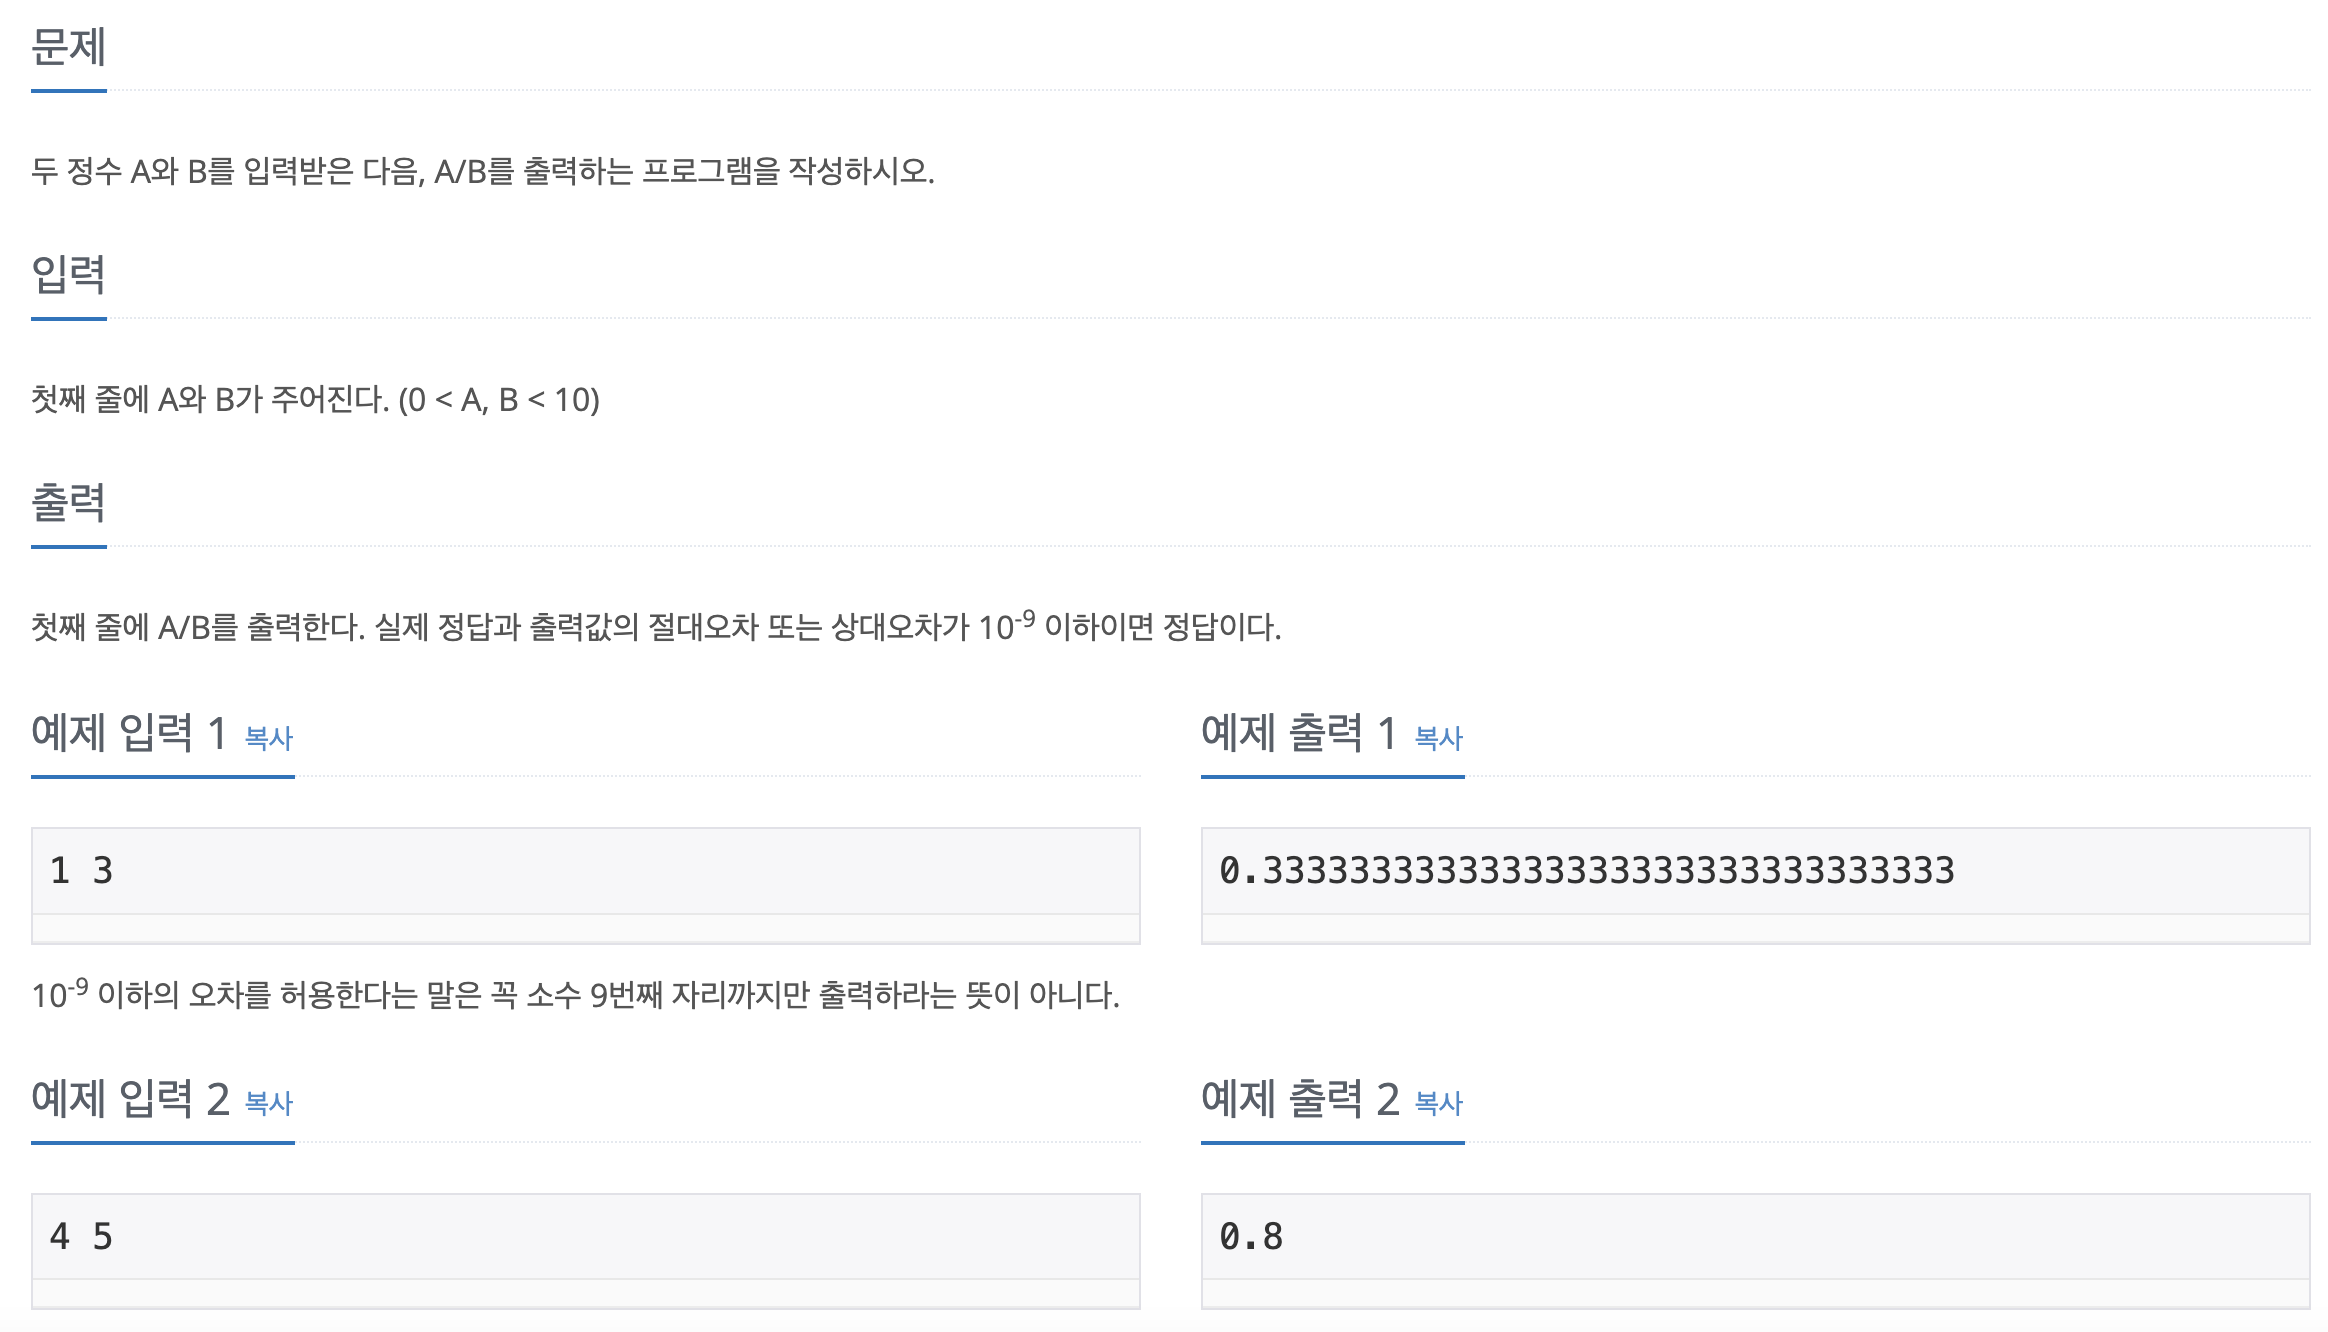 문제
두 정수 A와 B를 입력받은 다음, A/B를 출력하는 프로그램을 작성하시오.
입력
첫째 줄에 A와 B가 주어진다. (0 < A, B < 10)
출력
첫째 줄에 A/B를 출력한다. 실제 정답과 출력값의 절대오차 또는 상대오차가 10⁻⁹ 이하이면 정답이다.
예제 입력 1 복사
예제 출력 1 복사
1 3
0.33333333333333333333333333333333
10⁻⁹ 이하의 오차를 허용한다는 말은 꼭 소수 9번째 자리까지만 출력하라는 뜻이 아니다.
예제 입력 2 복사
예제 출력 2 복사
4 5
0.8